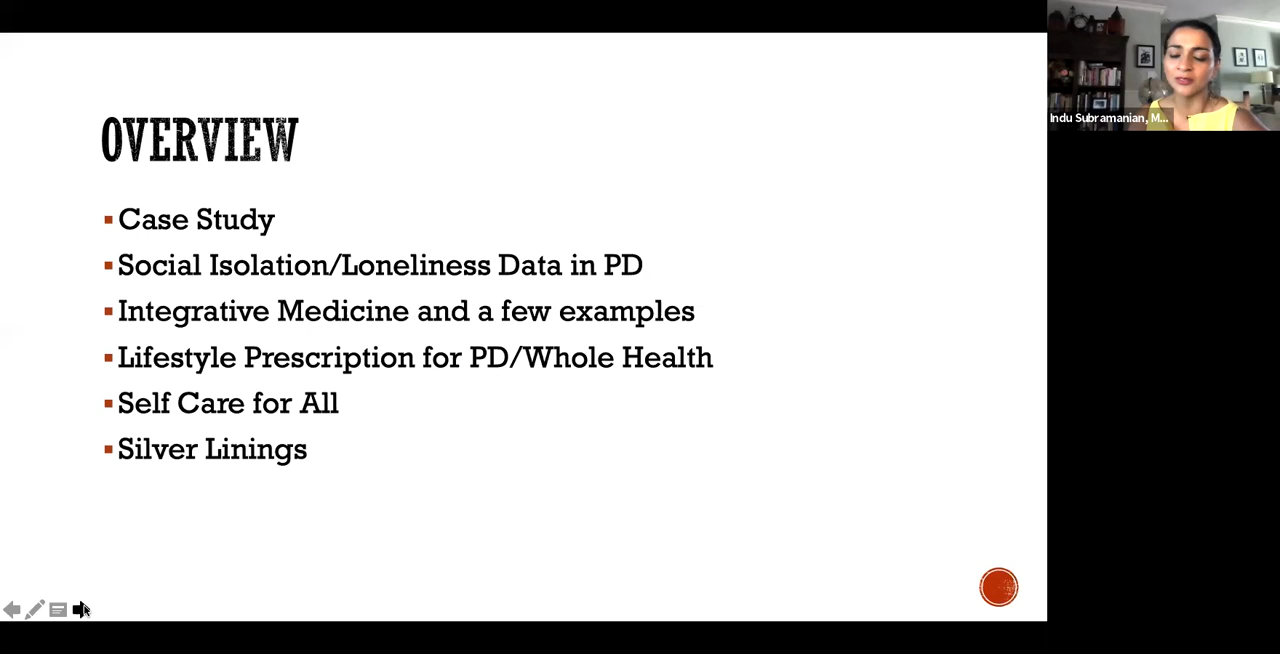 OVERVIEW
Case Study
Social Isolation/Loneliness Data in PD
Integrative Medicine and a few examples
Lifestyle Prescription for PD/Whole Health
Self Care for All
Silver Linings
Indu Subramanian, M...